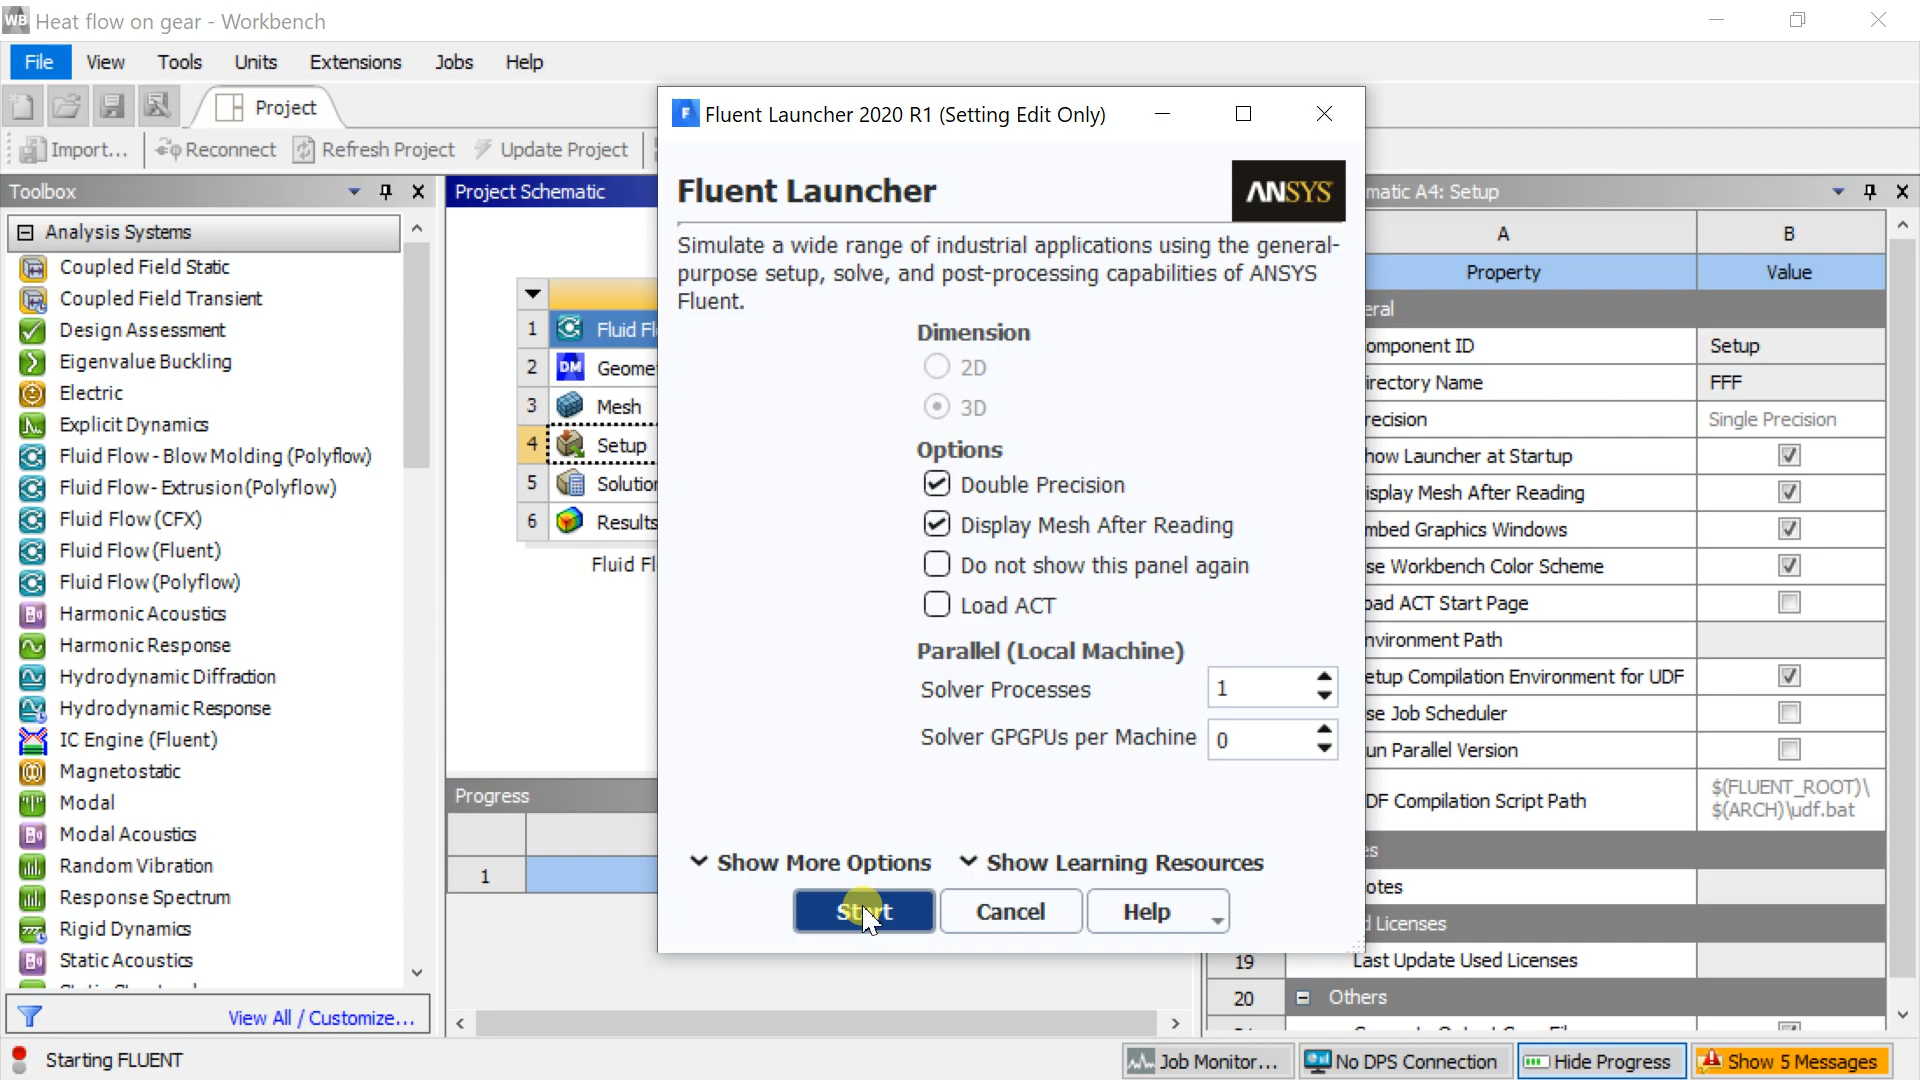 WB Heat flow on gear - Workbench
File View Tools Units Extensions Jobs Help
Project
Import... Reconnect Refresh Project Update Project
Toolbox
Analysis Systems
Coupled Field Static
Coupled Field Transient
Design Assessment
Eigenvalue Buckling
Electric
Explicit Dynamics
Fluid Flow - Blow Molding (Polyflow)
Fluid Flow - Extrusion (Polyflow)
Fluid Flow (CFX)
Fluid Flow (Fluent)
Fluid Flow (Polyflow)
Harmonic Acoustics
Harmonic Response
Hydrodynamic Diffraction
Hydrodynamic Response
IC Engine (Fluent)
Magnetostatic
Modal
Modal Acoustics
Random Vibration
Response Spectrum
Rigid Dynamics
Static Acoustics
View All / Customize...
Project Schematic
1 Fluid Fl
2 DM Geome
3 Mesh
4 Setup
5 Solution
6 Results
Fluid Fl
Progress
1
F Fluent Launcher 2020 R1 (Setting Edit Only)
Fluent Launcher
ANSYS
Simulate a wide range of industrial applications using the general-
purpose setup, solve, and post-processing capabilities of ANSYS
Fluent.
Dimension
2D
3D
Options
Double Precision
Display Mesh After Reading
Do not show this panel again
Load ACT
Parallel (Local Machine)
Solver Processes 1
Solver GPGPUs per Machine 0
Show More Options Show Learning Resources
Start Cancel Help
matic A4: Setup
A B
Property Value
eral
omponent ID Setup
irectory Name FFF
recision Single Precision
how Launcher at Startup
isplay Mesh After Reading
mbed Graphics Windows
se Workbench Color Scheme
oad ACT Start Page
nvironment Path
etup Compilation Environment for UDF
se Job Scheduler
un Parallel Version
DF Compilation Script Path $(FLUENT_ROOT)\
$(ARCH)\udf.bat
es
otes
d Licenses
19 Last Update Used Licenses
20 Others
Starting FLUENT
Job Monitor... No DPS Connection Hide Progress Show 5 Messages